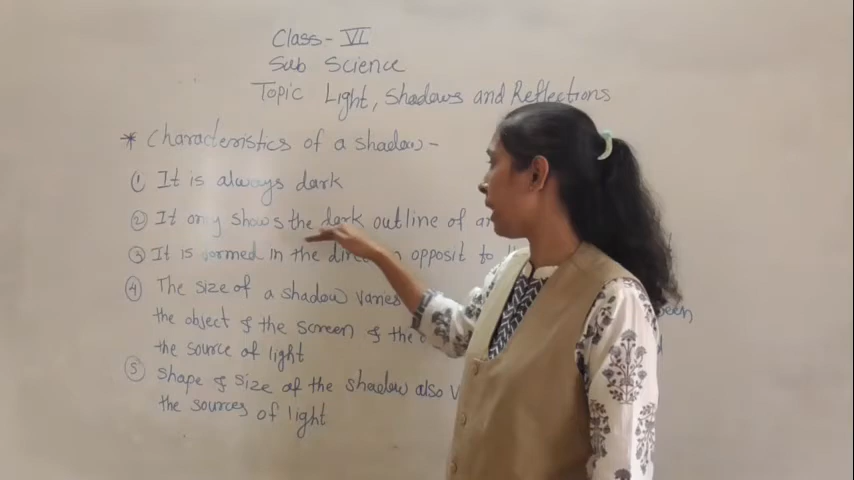 Class - VI
Sub Science
Topic Light, Shadows and Reflections
* Characteristics of a shadow -
① It is always dark
② It only shows the dark outline of an
③ It is formed in the direction opposit to
④ The size of a shadow varies
the object & the screen & the
the source of light
⑤ shape & size of the shadow also
the sources of light